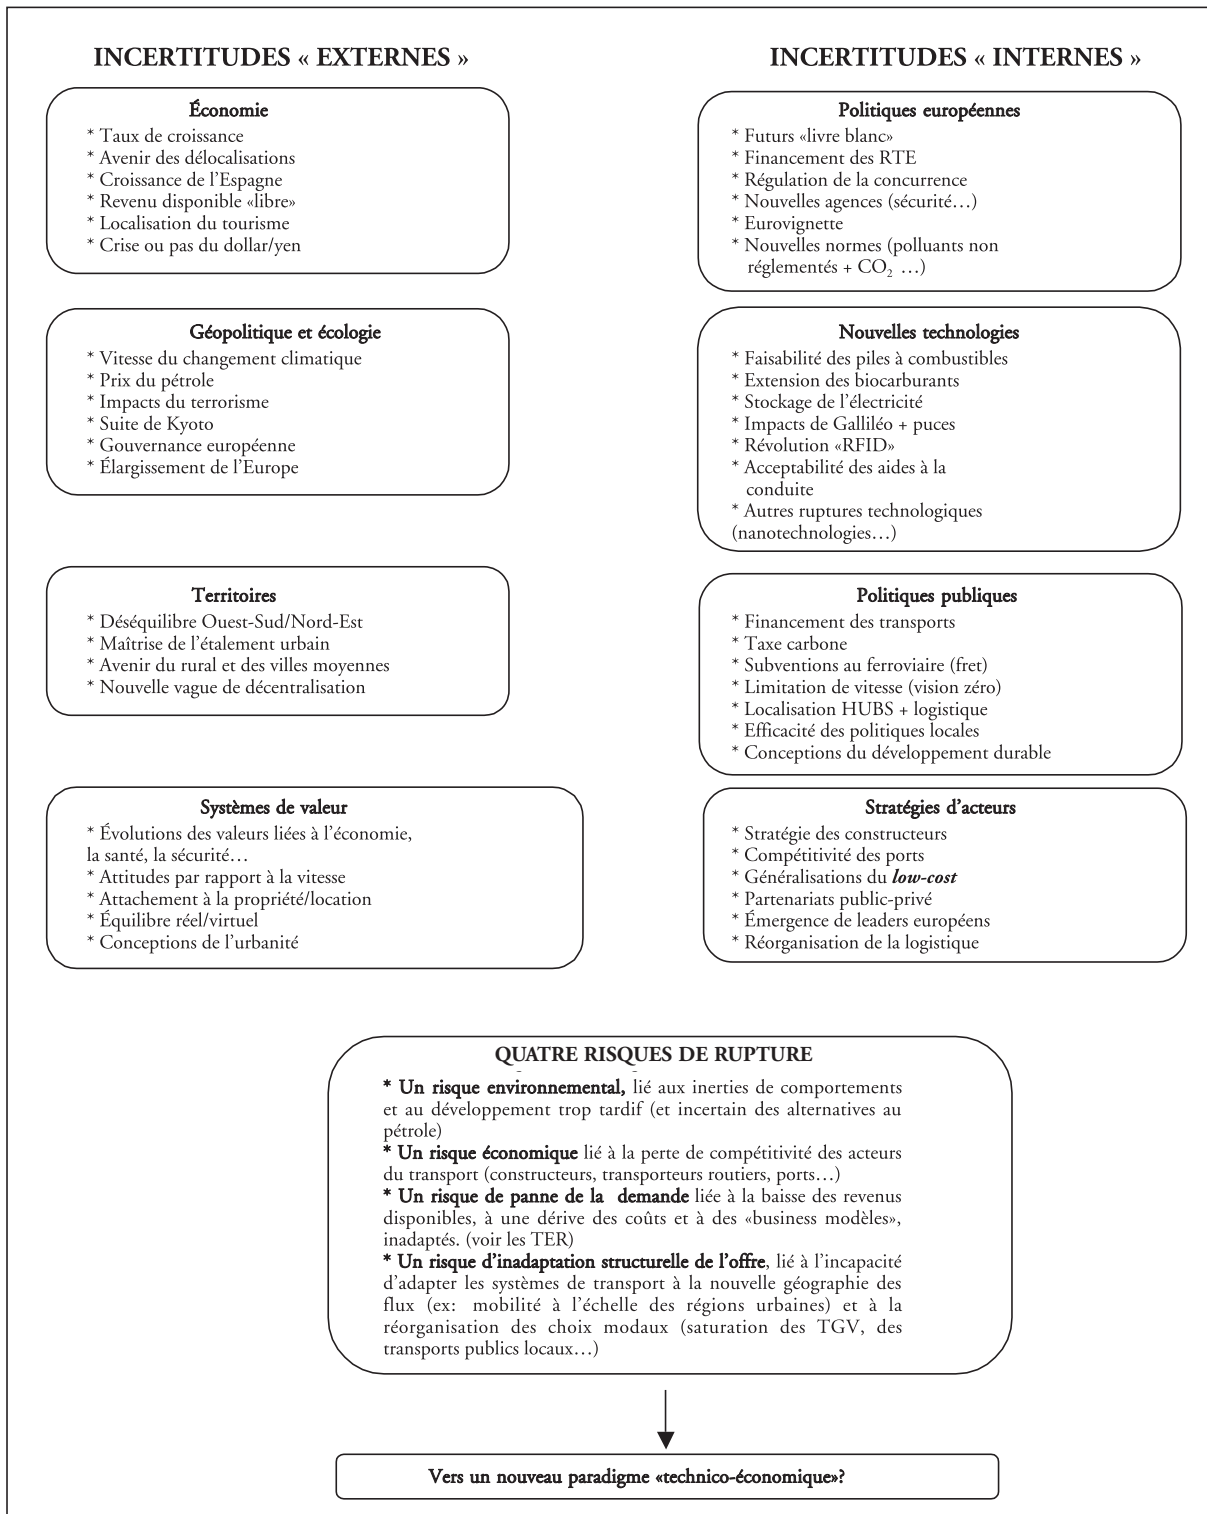 INCERTITUDES « EXTERNES »
Économie
* Taux de croissance
* Avenir des délocalisations
* Croissance de l’Espagne
* Revenu disponible «libre»
* Localisation du tourisme
* Crise ou pas du dollar/yen
Géopolitique et écologie
* Vitesse du changement climatique
* Prix du pétrole
* Impacts du terrorisme
* Suite de Kyoto
* Gouvernance européenne
* Élargissement de l’Europe
Territoires
* Déséquilibre Ouest-Sud/Nord-Est
* Maîtrise de l’étalement urbain
* Avenir du rural et des villes moyennes
* Nouvelle vague de décentralisation
Systèmes de valeur
* Évolutions des valeurs liées à l’économie,
la santé, la sécurité…
* Attitudes par rapport à la vitesse
* Attachement à la propriété/location
* Équilibre réel/virtuel
* Conceptions de l’urbanité
INCERTITUDES « INTERNES »
Politiques européennes
* Futurs «livre blanc»
* Financement des RTE
* Régulation de la concurrence
* Nouvelles agences (sécurité…)
* Eurovignette
* Nouvelles normes (polluants non
réglementés + CO₂ …)
Nouvelles technologies
* Faisabilité des piles à combustibles
* Extension des biocarburants
* Stockage de l’électricité
* Impacts de Galliléo + puces
* Révolution «RFID»
* Acceptabilité des aides à la
conduite
* Autres ruptures technologiques
(nanotechnologies…)
Politiques publiques
* Financement des transports
* Taxe carbone
* Subventions au ferroviaire (fret)
* Limitation de vitesse (vision zéro)
* Localisation HUBS + logistique
* Efficacité des politiques locales
* Conceptions du développement durable
Stratégies d’acteurs
* Stratégie des constructeurs
* Compétitivité des ports
* Généralisations du low-cost
* Partenariats public-privé
* Émergence de leaders européens
* Réorganisation de la logistique
QUATRE RISQUES DE RUPTURE
* Un risque environnemental, lié aux inerties de comportements
et au développement trop tardif (et incertain des alternatives au
pétrole)
* Un risque économique lié à la perte de compétitivité des acteurs
du transport (constructeurs, transporteurs routiers, ports…)
* Un risque de panne de la demande liée à la baisse des revenus
disponibles, à une dérive des coûts et à des «business modèles»,
inadaptés. (voir les TER)
* Un risque d’inadaptation structurelle de l’offre, lié à l’incapacité
d’adapter les systèmes de transport à la nouvelle géographie des
flux (ex: mobilité à l’échelle des régions urbaines) et à la
réorganisation des choix modaux (saturation des TGV, des
transports publics locaux…)
Vers un nouveau paradigme «technico-économique»?